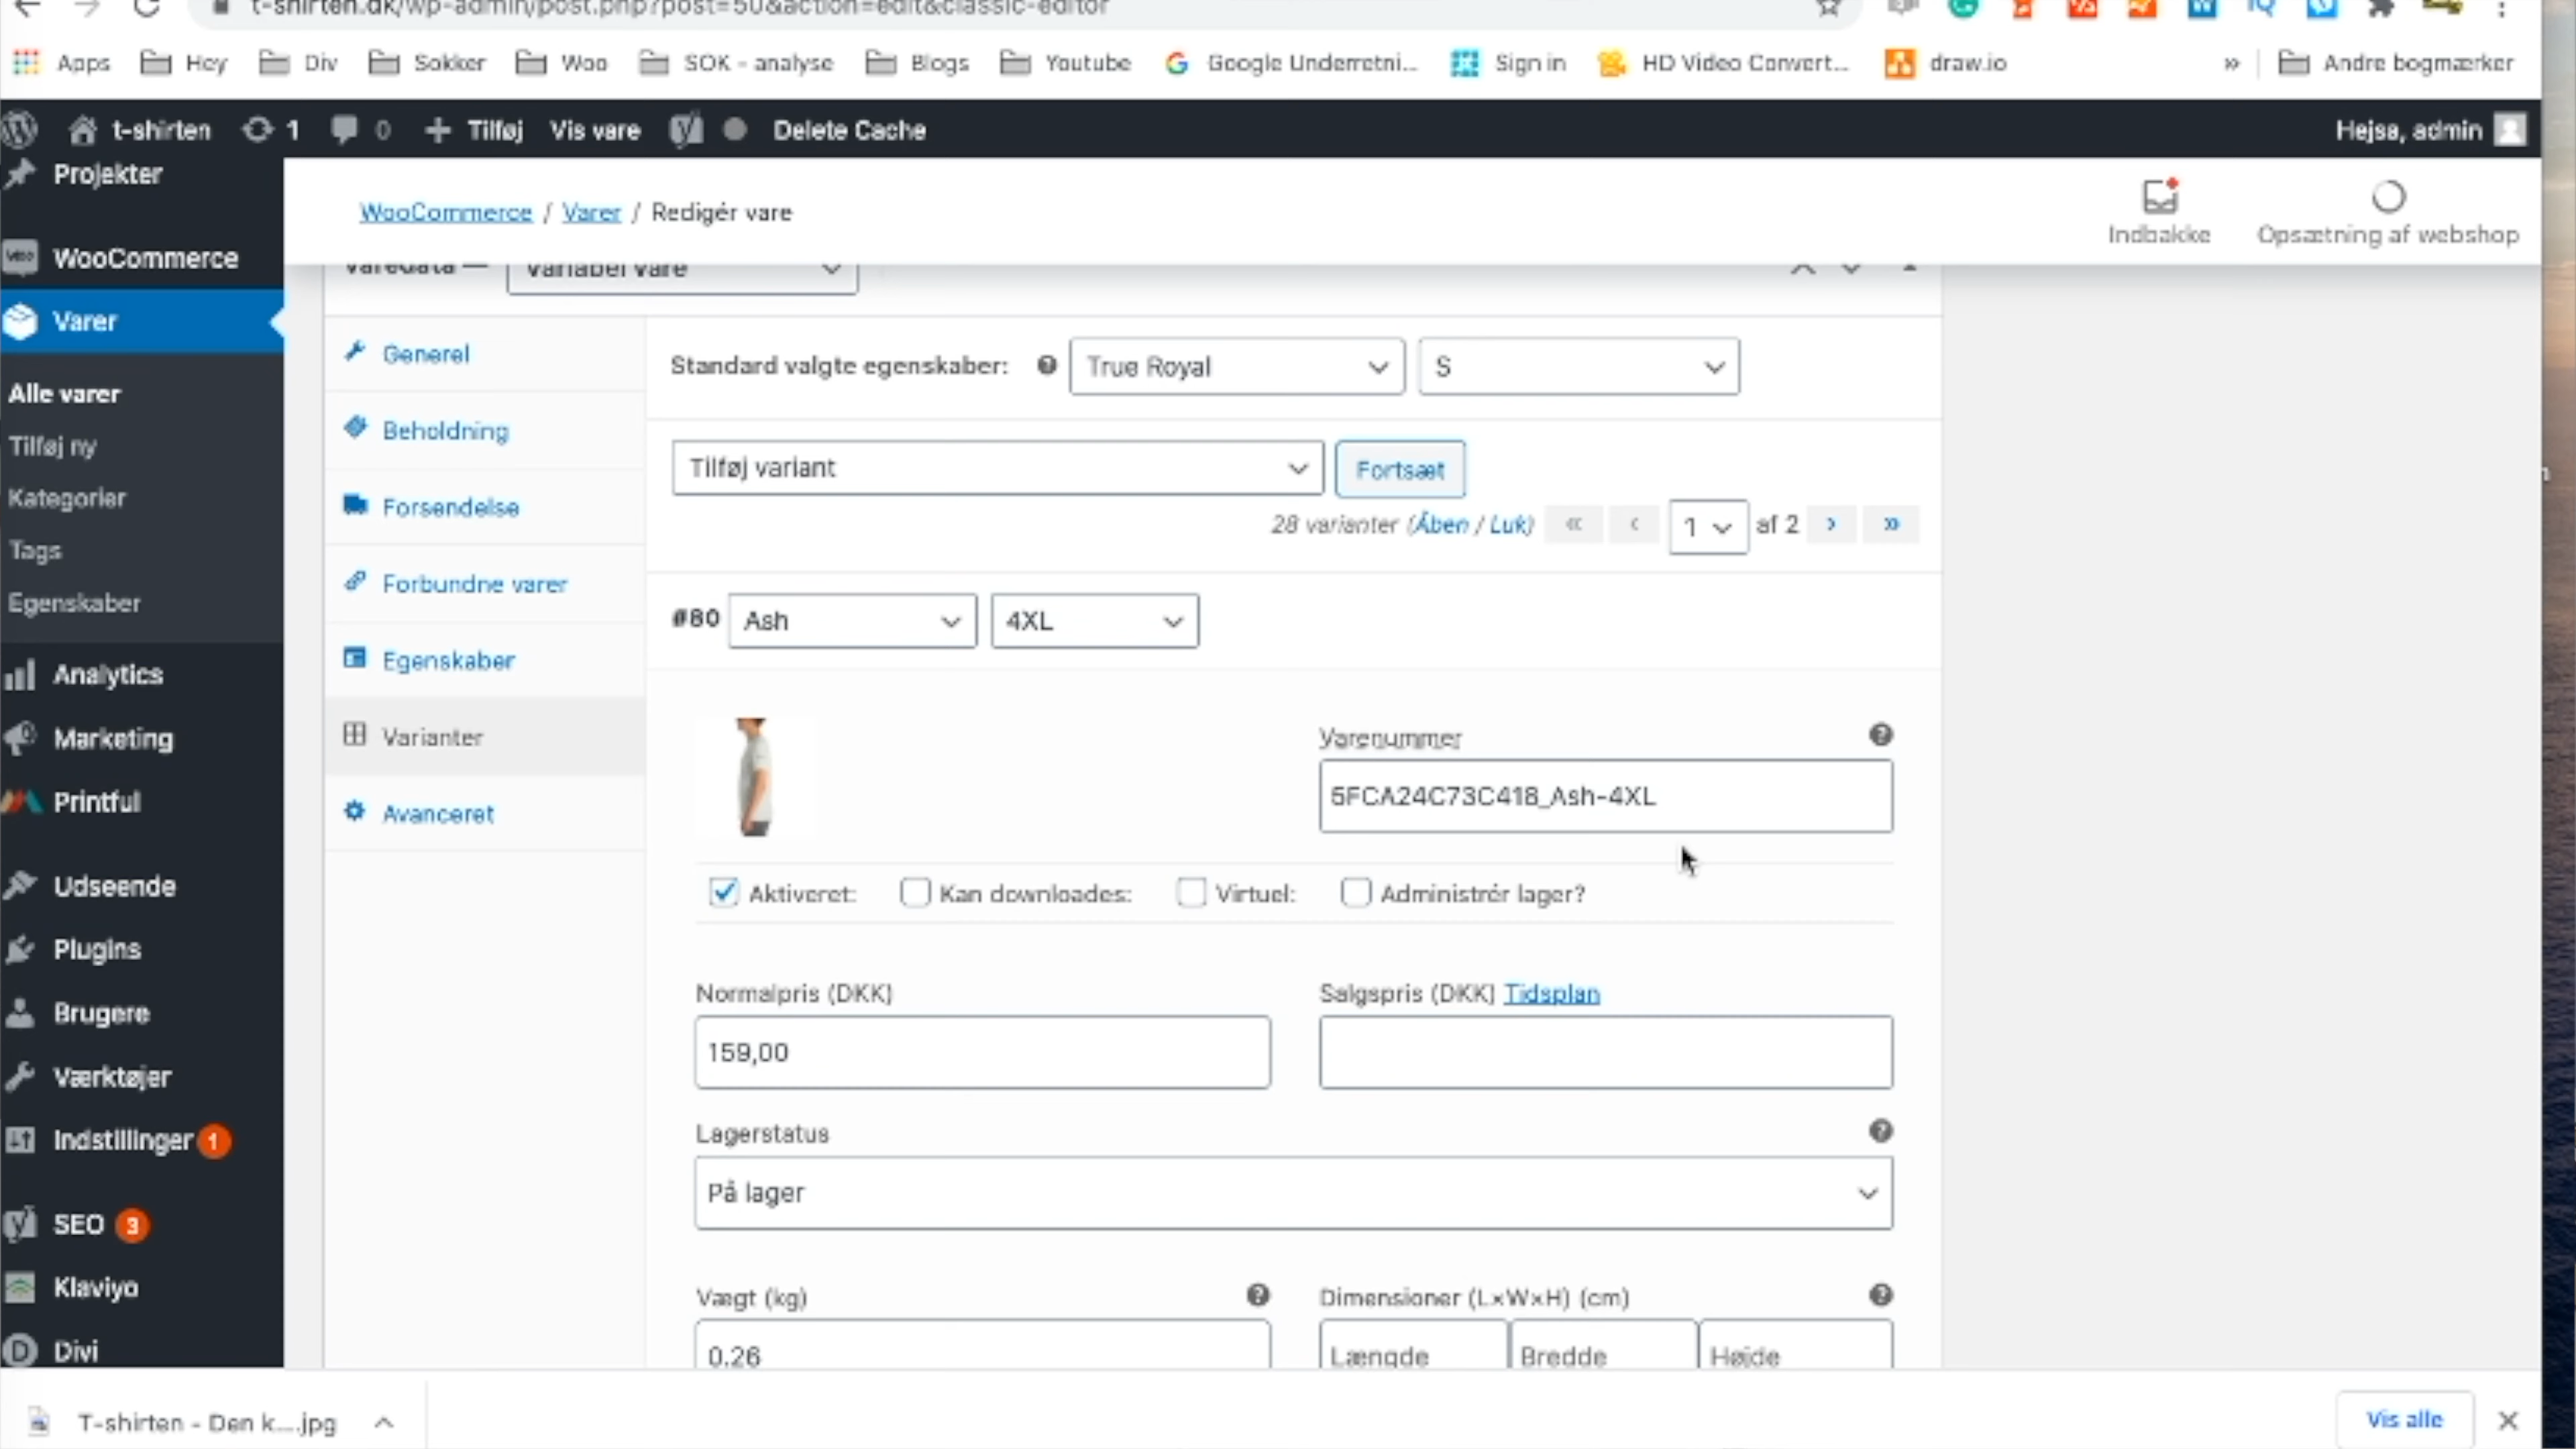 t-shirten.dk/wp-admin/post.php?post=50&action=edit&classic-editor
Apps Hey Div Sokker Woo SOK - analyse Blogs Youtube Google Underretni... Sign in HD Video Convert... draw.io » Andre bogmærker
t-shirten 1 0 Tilføj Vis vare Delete Cache Hejsa, admin
Projekter
WooCommerce / Varer / Redigér vare
Indbakke
Opsætning af webshop
WooCommerce
Varer
Alle varer
Tilføj ny
Kategorier
Tags
Egenskaber
Analytics
Marketing
Printful
Udseende
Plugins
Brugere
Værktøjer
Indstillinger 1
SEO 3
Klaviyo
Divi
Varedata — Variabel vare
Generel
Beholdning
Forsendelse
Forbundne varer
Egenskaber
Varianter
Avanceret
Standard valgte egenskaber: True Royal S
Tilføj variant Fortsæt
28 varianter (Åben / Luk) « ‹ 1 af 2 › »
#80 Ash 4XL
Varenummer
5FCA24C73C418_Ash-4XL
Aktiveret: Kan downloades: Virtuel: Administrér lager?
Normalpris (DKK) Salgspris (DKK) Tidsplan
159,00
Lagerstatus
På lager
Vægt (kg) Dimensioner (L×W×H) (cm)
0.26 Længde Bredde Højde
T-shirten - Den k....jpg Vis alle